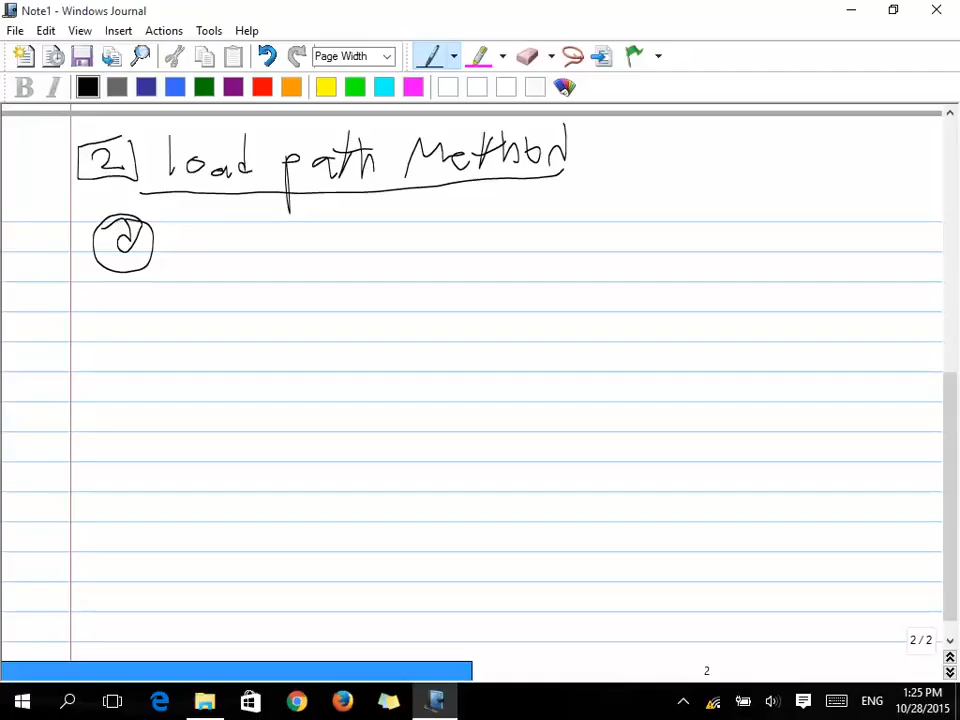 Note1 - Windows Journal
File Edit View Insert Actions Tools Help
Page Width
B I
2 load path Method
a
2 / 2
2
ENG
1:25 PM
10/28/2015